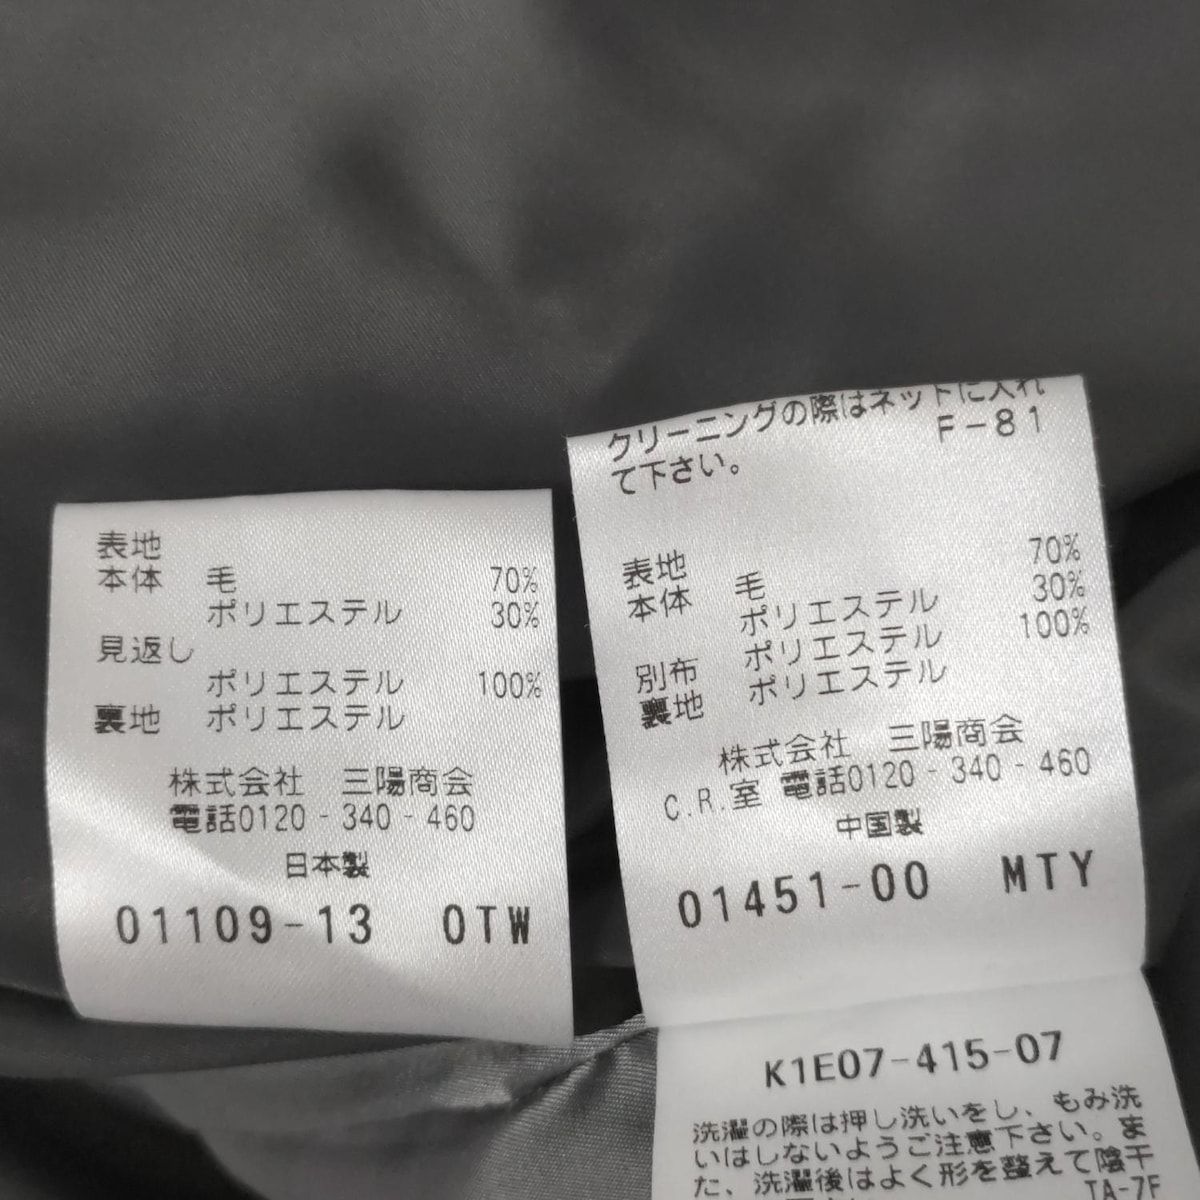 表地
本体 毛 70%
ポリエステル 30%
見返し
ポリエステル 100%
裏地 ポリエステル
株式会社 三陽商会
電話0120-340-460
日本製
01109-13 OTW
クリーニングの際はネットに入れ
て下さい。 F-81
表地
本体 毛 70%
ポリエステル 30%
別布 ポリエステル 100%
裏地 ポリエステル
株式会社 三陽商会
C.R.室 電話0120-340-460
中国製
01451-00 MTY
K1E07-415-07
洗濯の際は押し洗いをし、もみ洗
いはしないようご注意下さい。ま
た、洗濯後はよく形を整えて陰干